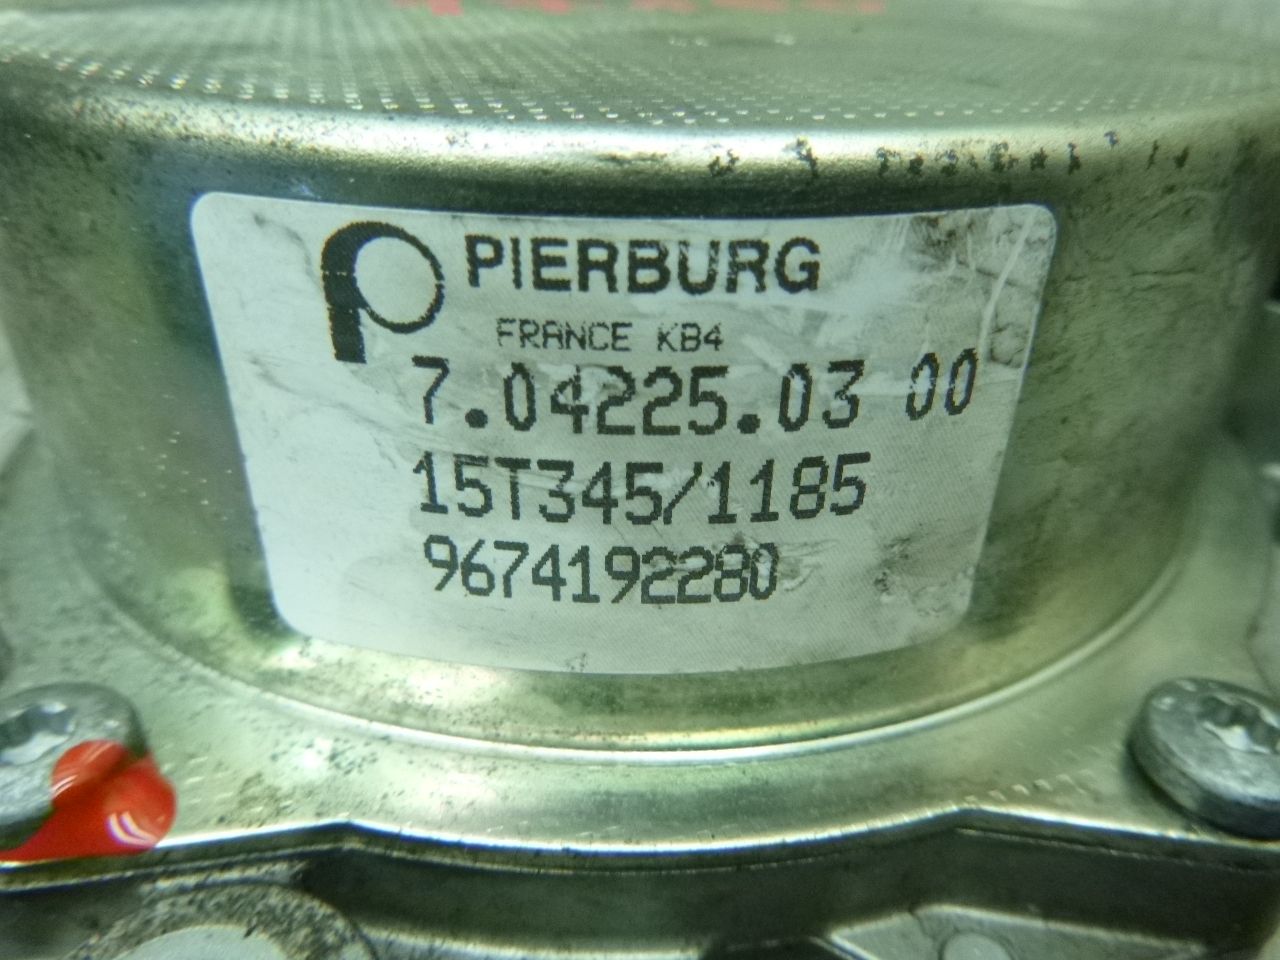 PIERBURG
FRANCE KB4
7.04225.03 00
15T345/1185
9674192280